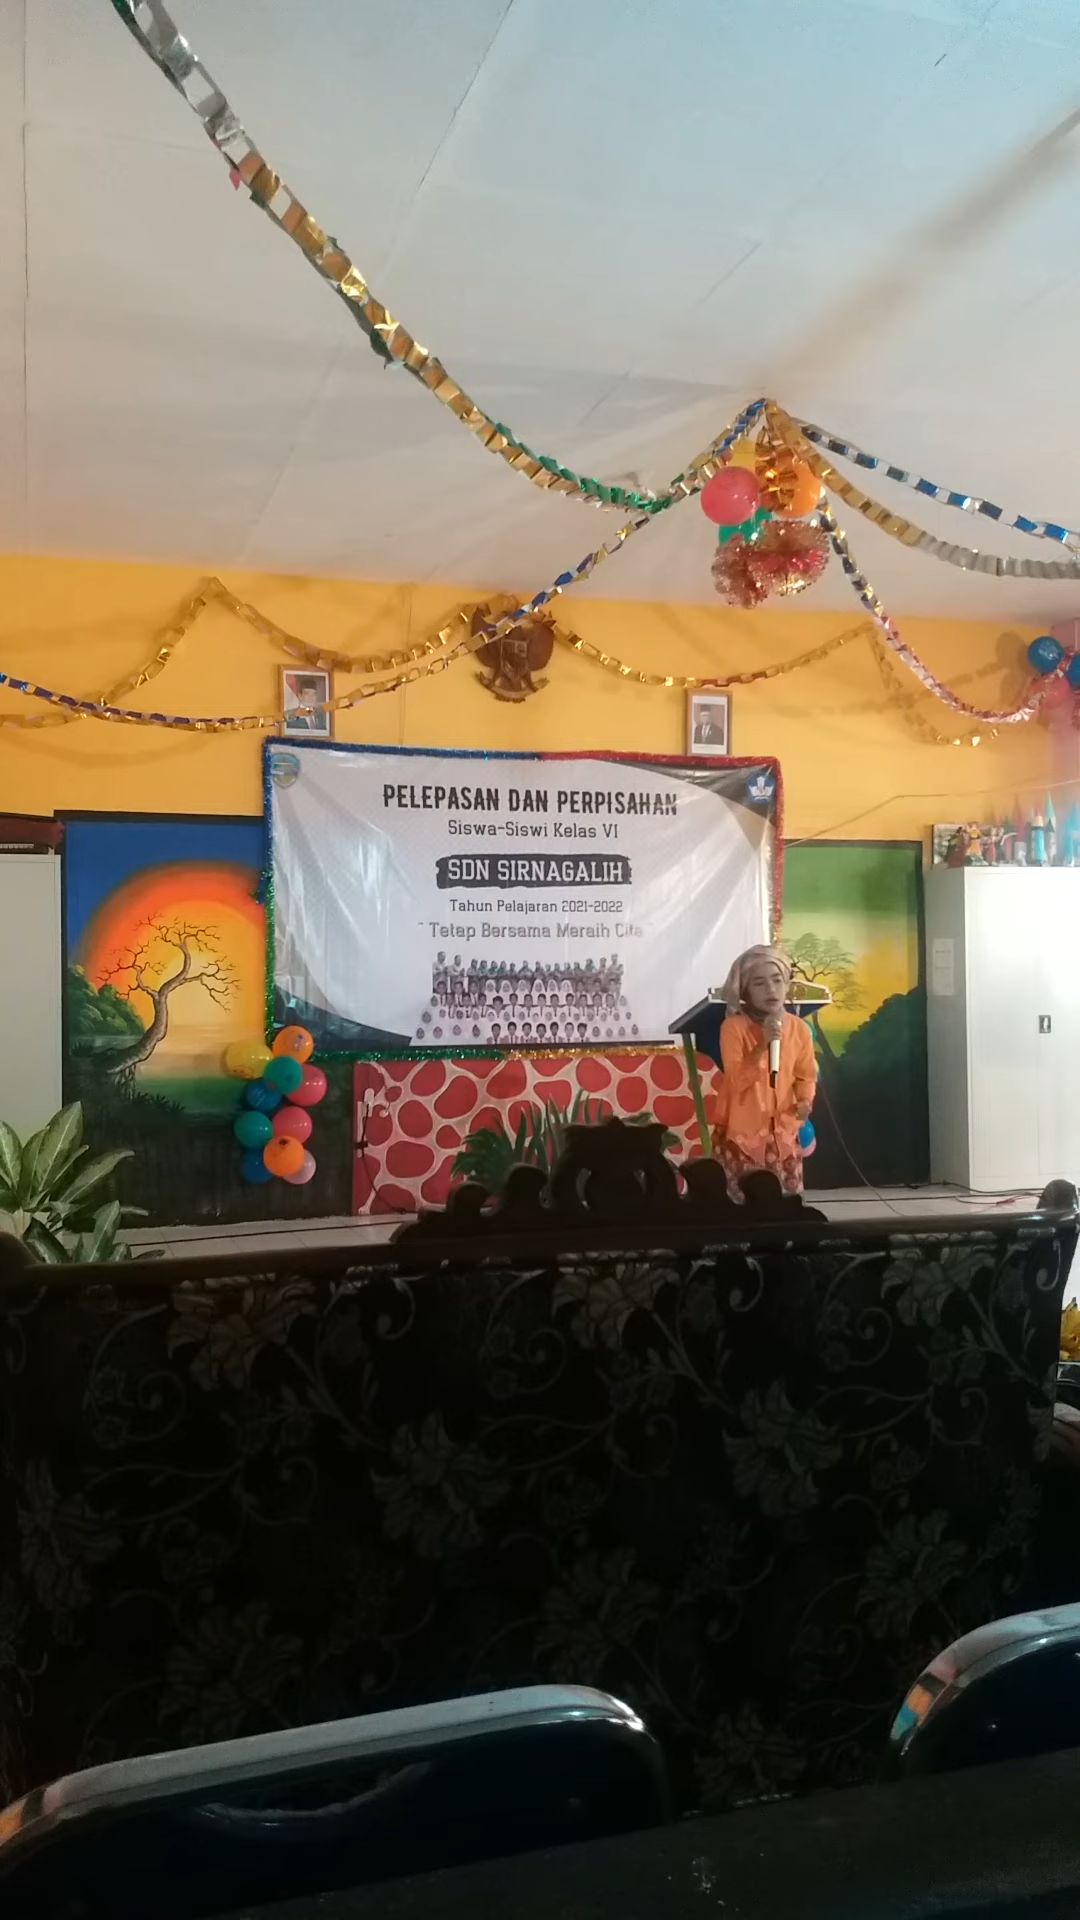 PELEPASAN DAN PERPISAHAN
Siswa-Siswi Kelas VI
SDN SIRNAGALIH
Tahun Pelajaran 2021-2022
" Tetap Bersama Meraih Cita